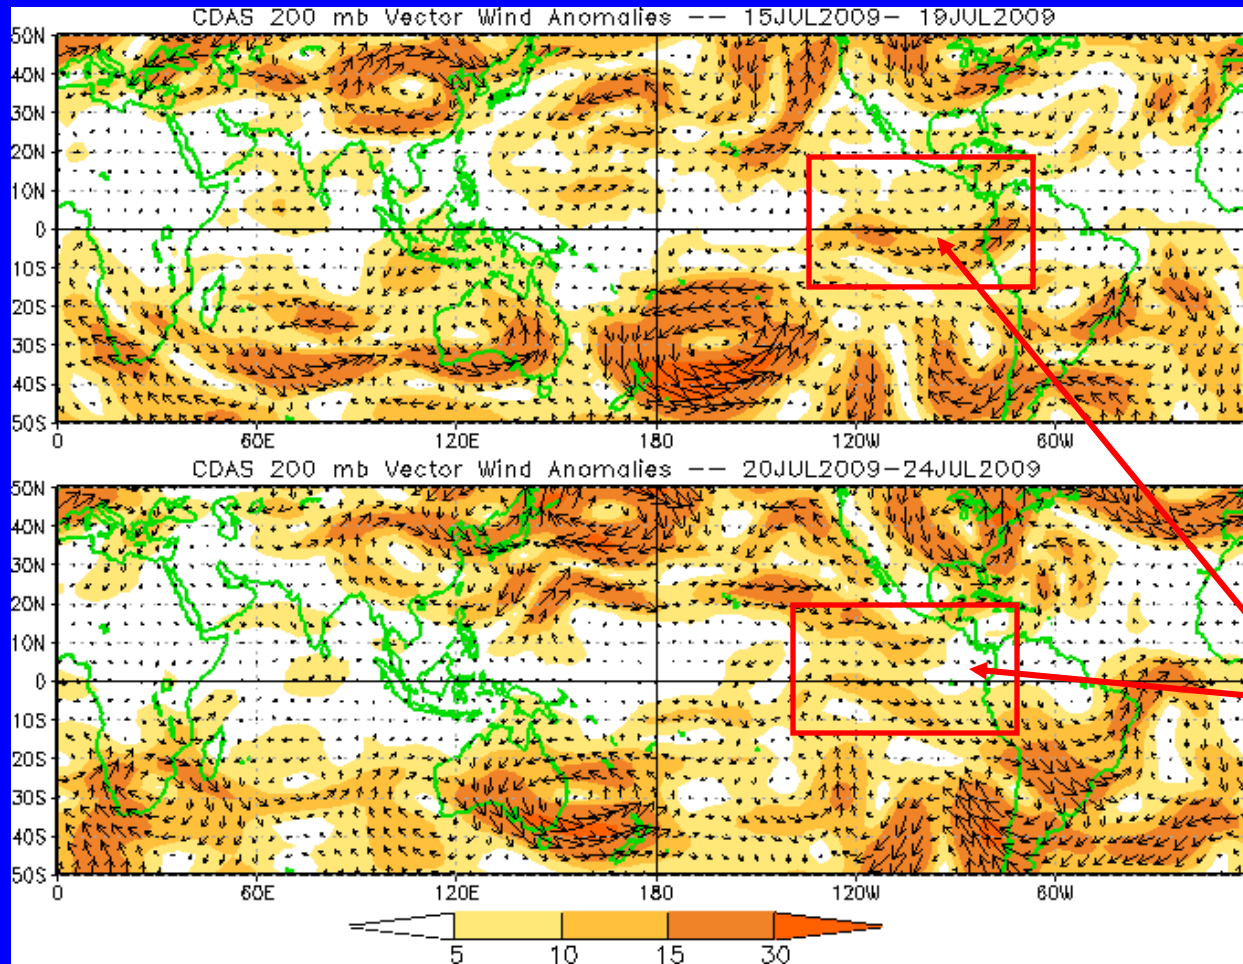 CDAS 200 mb Vector Wind Anomalies -- 15JUL2009- 19JUL2009
50N
40N
30N
20N
10N
0
10S
20S
30S
40S
50S
0 60E 120E 180 120W 60W
CDAS 200 mb Vector Wind Anomalies -- 20JUL2009-24JUL2009
50N
40N
30N
20N
10N
0
10S
20S
30S
40S
50S
0 60E 120E 180 120W 60W
5 10 15 30